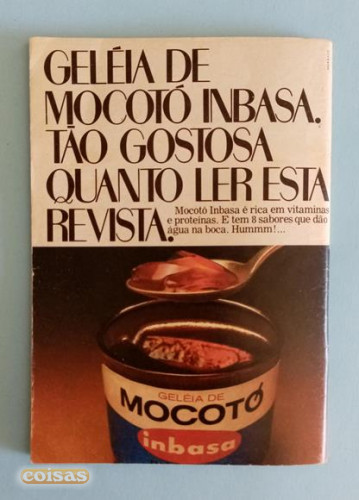 GELÉIA DE
MOCOTÓ INBASA.
TÃO GOSTOSA
QUANTO LER ESTA
REVISTA.
Mocotó Inbasa é rica em vitaminas
e proteínas. E tem 8 sabores que dão
água na boca. Hummm!...
GELÉIA DE
MOCOTÓ
inbasa
coisas